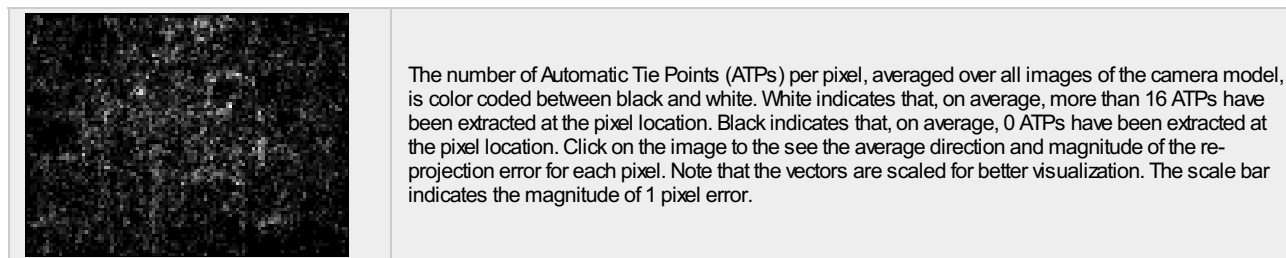 The number of Automatic Tie Points (ATPs) per pixel, averaged over all images of the camera model,
is color coded between black and white. White indicates that, on average, more than 16 ATPs have
been extracted at the pixel location. Black indicates that, on average, 0 ATPs have been extracted at
the pixel location. Click on the image to the see the average direction and magnitude of the re-
projection error for each pixel. Note that the vectors are scaled for better visualization. The scale bar
indicates the magnitude of 1 pixel error.